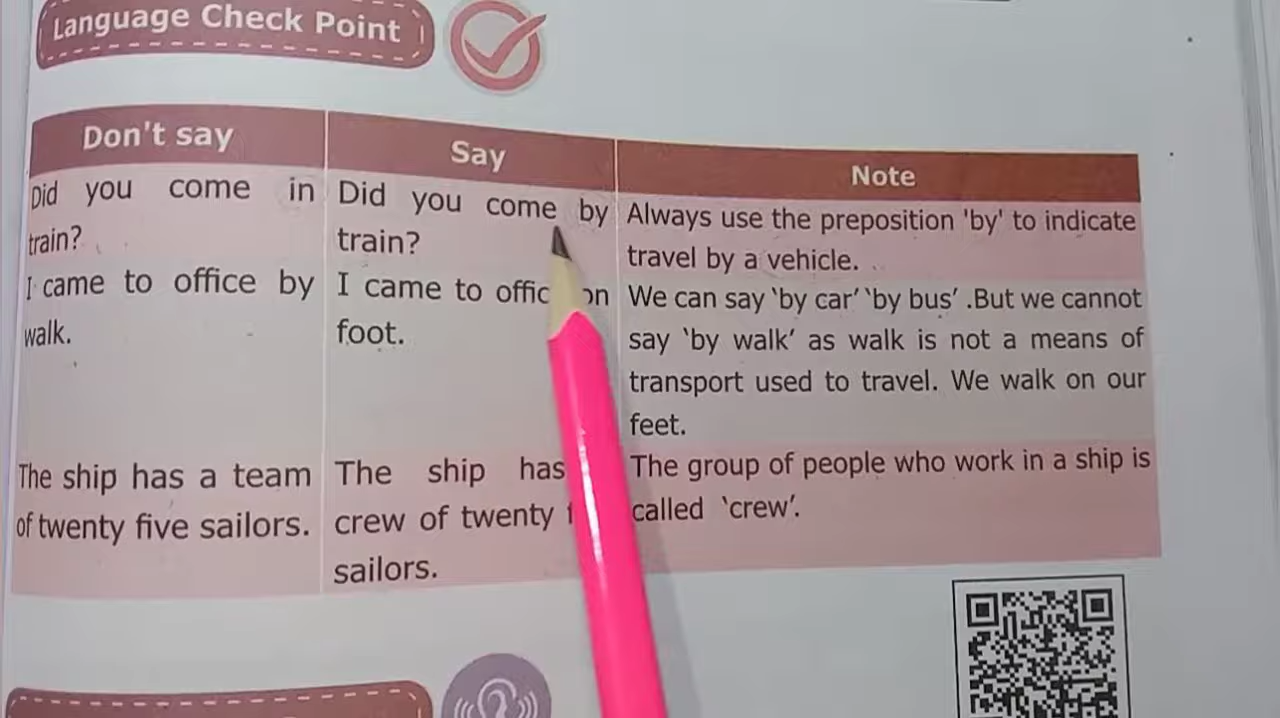 Language Check Point
Don't say
Say
Note
Did you come in
train?
Did you come by
train?
Always use the preposition 'by' to indicate
travel by a vehicle.
I came to office by
walk.
I came to offic on
foot.
We can say ‘by car’ ‘by bus’ .But we cannot
say ‘by walk’ as walk is not a means of
transport used to travel. We walk on our
feet.
The ship has a team
of twenty five sailors.
The ship has
crew of twenty
sailors.
The group of people who work in a ship is
called ‘crew’.